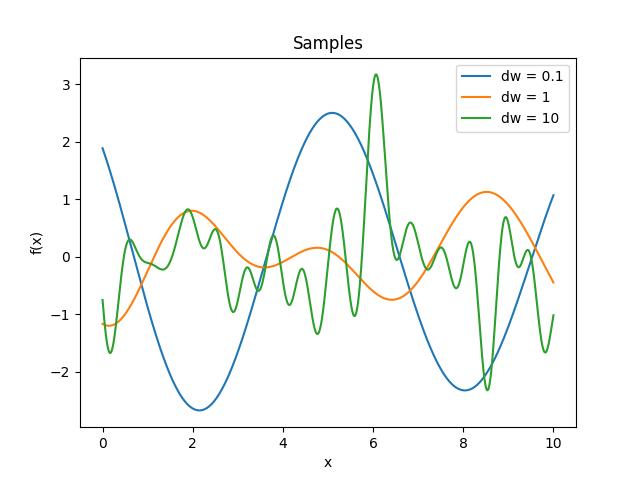 Samples
dw = 0.1
dw = 1
dw = 10
f(x)
3
2
1
0
−1
−2
0 2 4 6 8 10
x